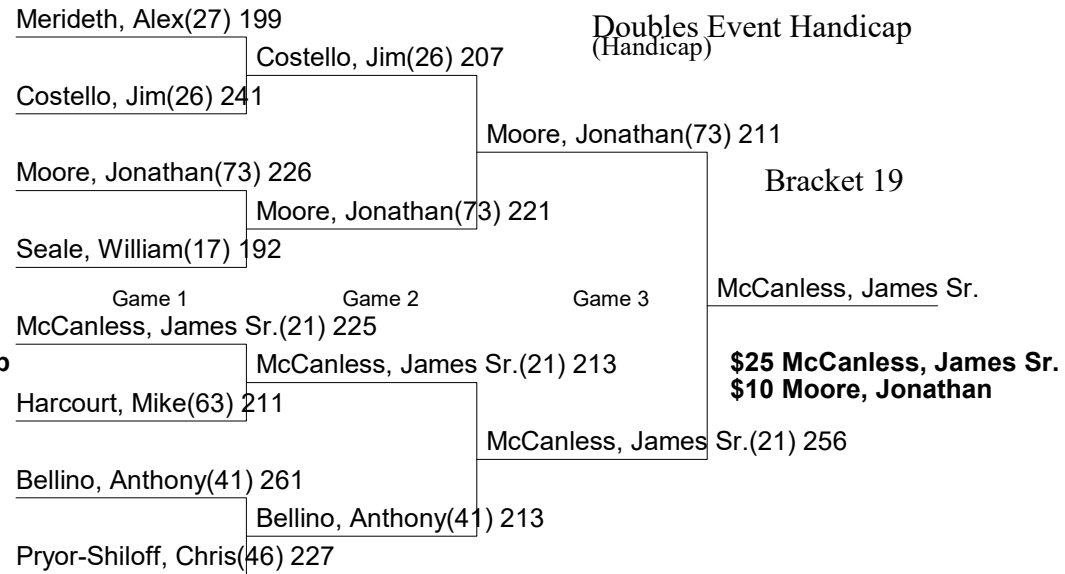 Merideth, Alex(27) 199
Doubles Event Handicap
(Handicap)
Costello, Jim(26) 207
Costello, Jim(26) 241
Moore, Jonathan(73) 211
Moore, Jonathan(73) 226
Bracket 19
Moore, Jonathan(73) 221
Seale, William(17) 192
Game 1
Game 2
Game 3
McCanless, James Sr.
McCanless, James Sr.(21) 225
McCanless, James Sr.(21) 213
$25 McCanless, James Sr.
$10 Moore, Jonathan
Harcourt, Mike(63) 211
McCanless, James Sr.(21) 256
Bellino, Anthony(41) 261
Bellino, Anthony(41) 213
Pryor-Shiloff, Chris(46) 227